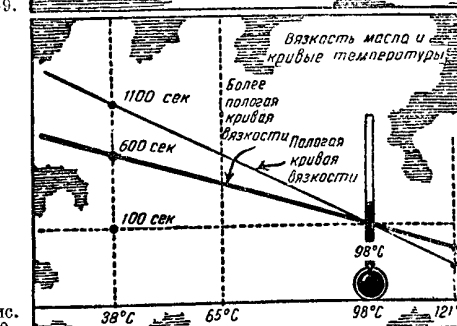 9.
Вязкость масла и
кривые температуры
1100 сек
Более
пологая
кривая
вязкости
600 сек
Пологая
кривая
вязкости
100 сек
98°C
ис.
38°C
65°C
98°C
121°